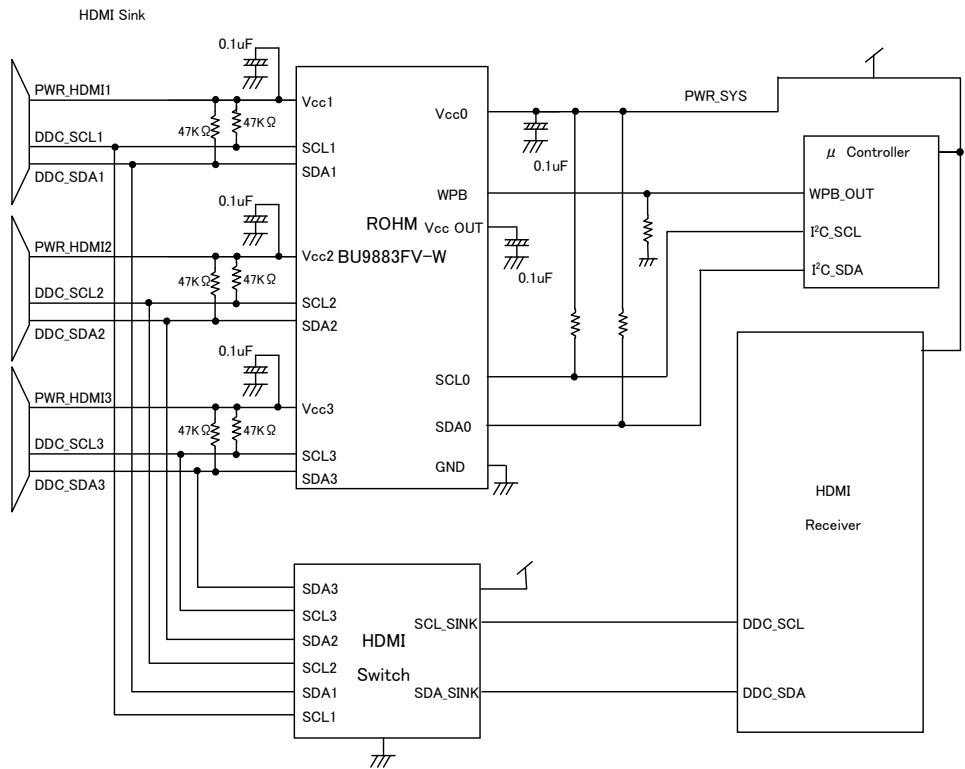 HDMI Sink
0.1uF
PWR_HDMI1
47KΩ
47KΩ
DDC_SCL1
DDC_SDA1
0.1uF
PWR_HDMI2
47KΩ
47KΩ
DDC_SCL2
DDC_SDA2
0.1uF
PWR_HDMI3
47KΩ
47KΩ
DDC_SCL3
DDC_SDA3
Vcc1
SCL1
SDA1
Vcc2
SCL2
SDA2
Vcc3
SCL3
SDA3
ROHM
BU9883FV-W
Vcc0
WPB
Vcc OUT
SCL0
SDA0
GND
0.1uF
0.1uF
PWR_SYS
μ Controller
WPB_OUT
I²C_SCL
I²C_SDA
HDMI
Receiver
DDC_SCL
DDC_SDA
SDA3
SCL3
SDA2
SCL2
SDA1
SCL1
HDMI
Switch
SCL_SINK
SDA_SINK